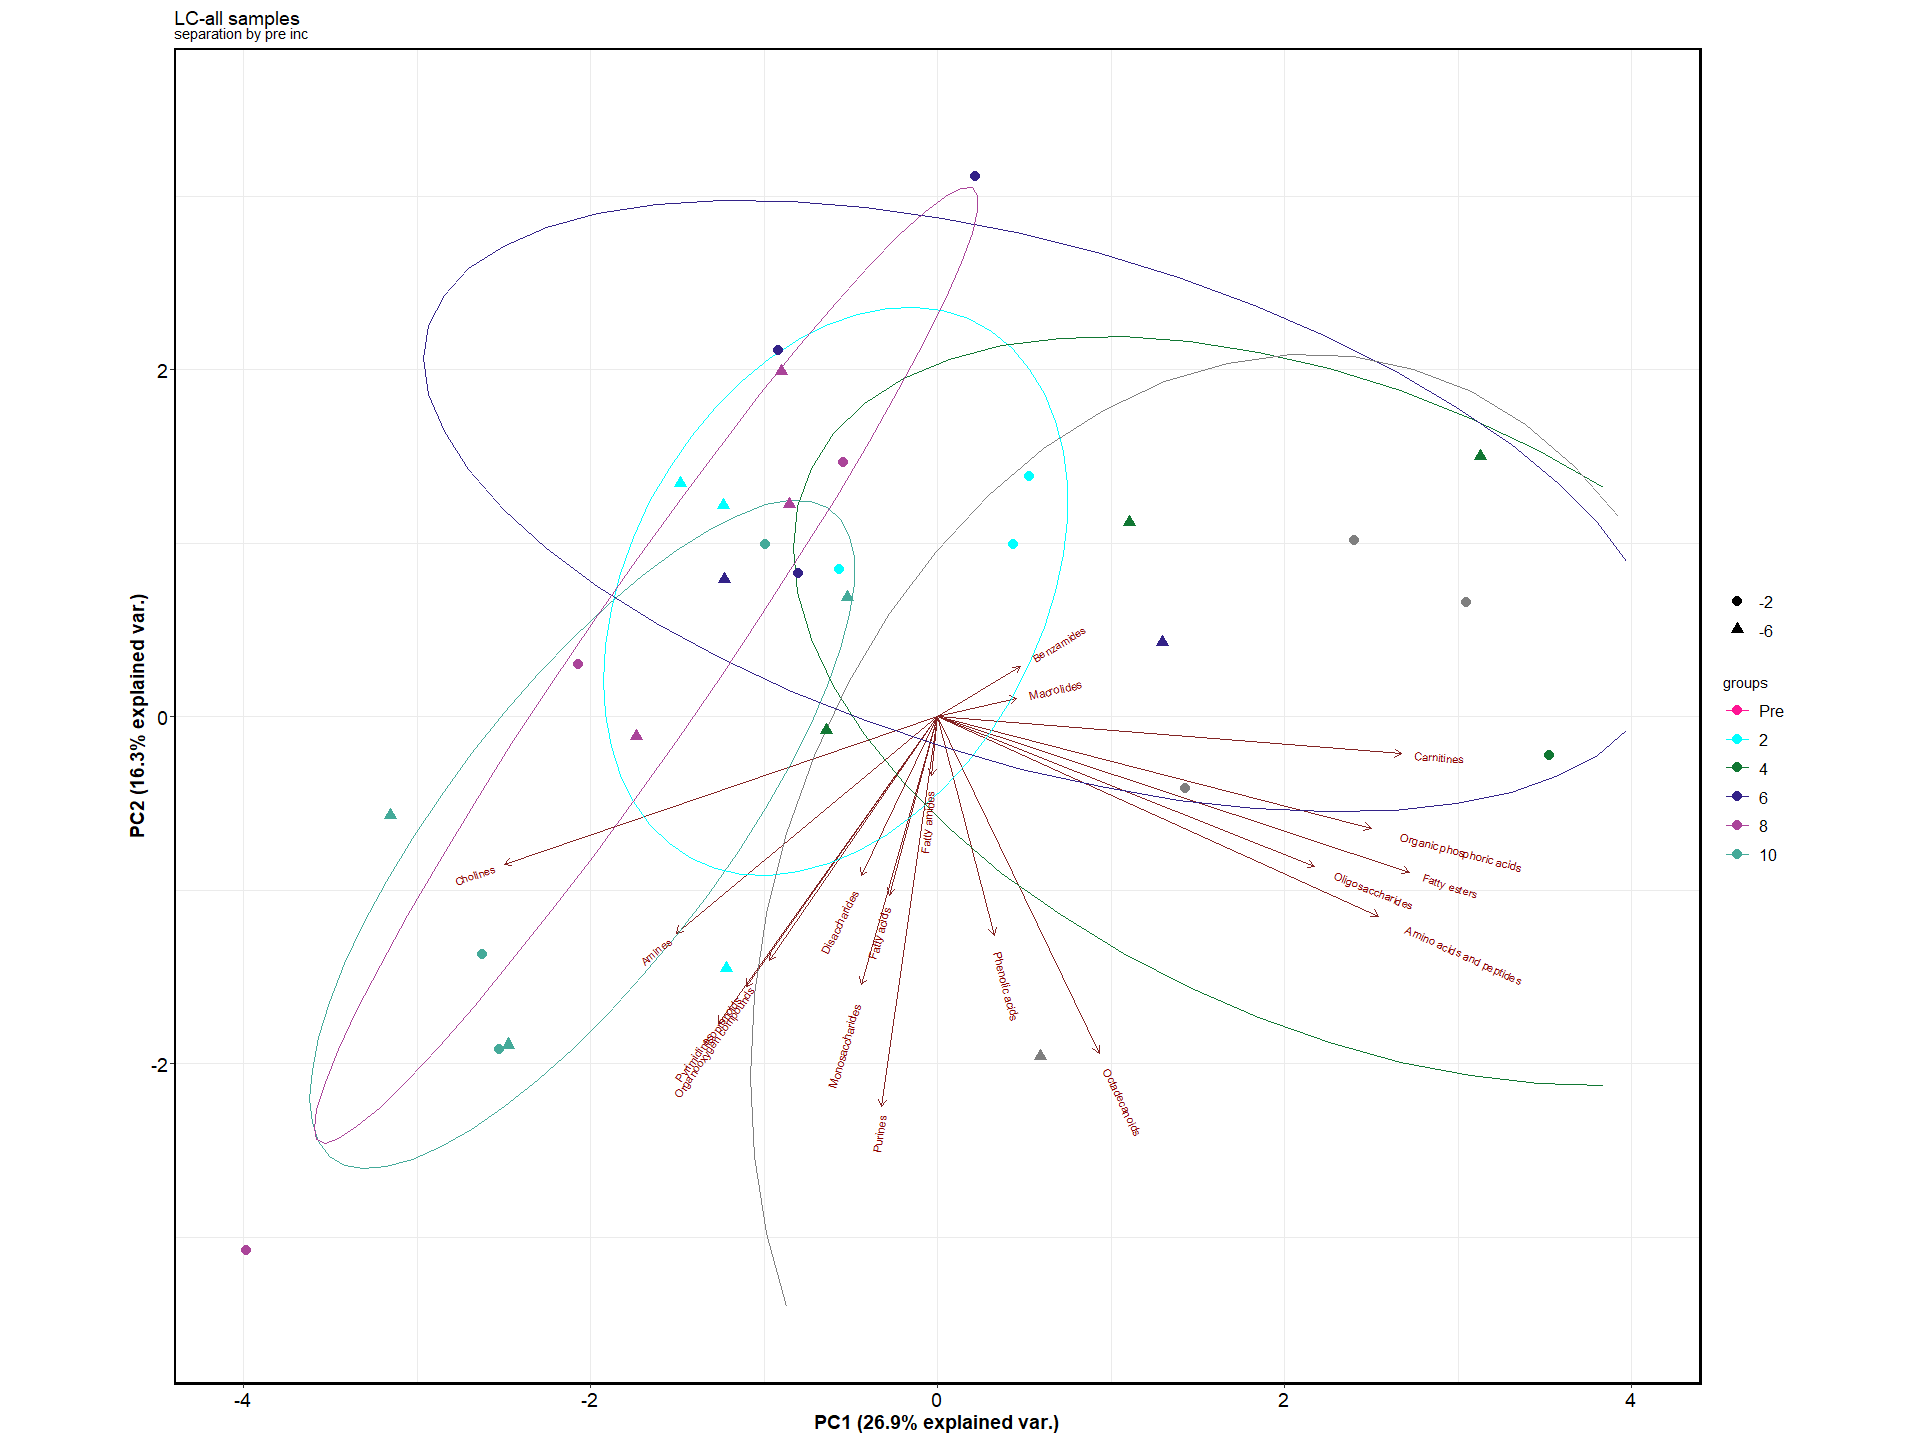 LC-all samples
separation by pre inc
PC2 (16.3% explained var.)
2
0
-2
-4
-2
0
2
4
PC1 (26.9% explained var.)
Benzamides
Macrolides
Carnitines
Organic phosphoric acids
Fatty esters
Oligosaccharides
Amino acids and peptides
Fatty amides
Cholines
Amines
Disaccharides
Fatty acids
Phenolic acids
Monosaccharides
Purines
Octadecanoids
Organooxygen compounds
-2
-6
groups
Pre
2
4
6
8
10